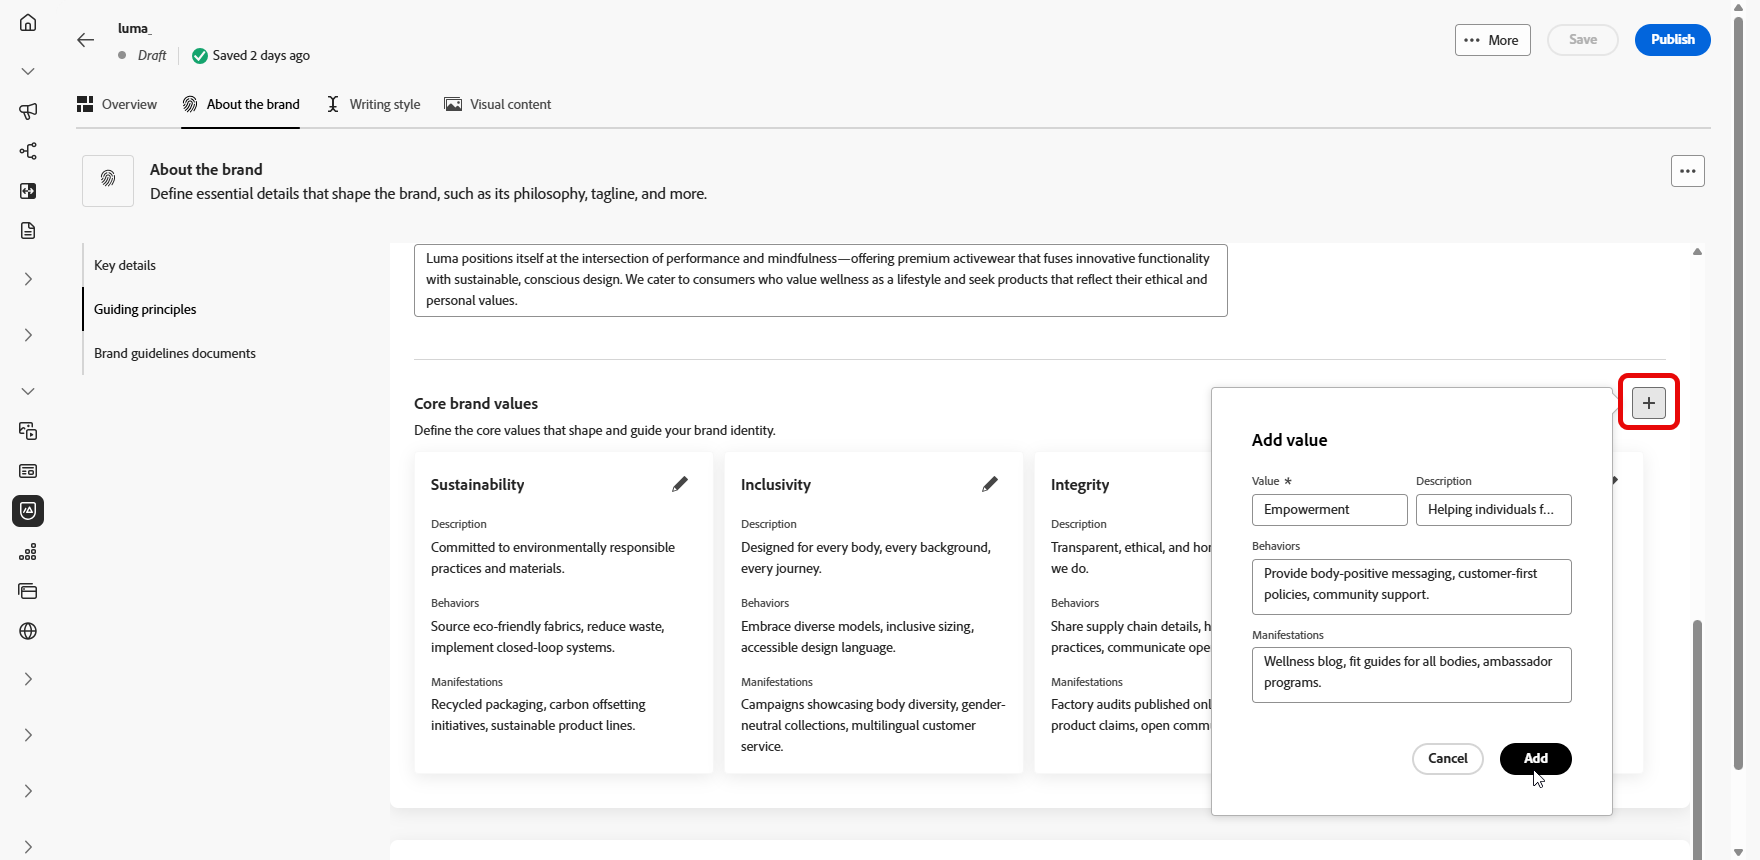 luma_
Draft
Saved 2 days ago
More
Save
Publish
Overview
About the brand
Writing style
Visual content
About the brand
Define essential details that shape the brand, such as its philosophy, tagline, and more.
Key details
Guiding principles
Brand guidelines documents
Luma positions itself at the intersection of performance and mindfulness—offering premium activewear that fuses innovative functionality
with sustainable, conscious design. We cater to consumers who value wellness as a lifestyle and seek products that reflect their ethical and
personal values.
Core brand values
Define the core values that shape and guide your brand identity.
Sustainability
Description
Committed to environmentally responsible
practices and materials.
Behaviors
Source eco-friendly fabrics, reduce waste,
implement closed-loop systems.
Manifestations
Recycled packaging, carbon offsetting
initiatives, sustainable product lines.
Inclusivity
Description
Designed for every body, every background,
every journey.
Behaviors
Embrace diverse models, inclusive sizing,
accessible design language.
Manifestations
Campaigns showcasing body diversity, gender-
neutral collections, multilingual customer
service.
Integrity
Description
Transparent, ethical, and
we do.
Behaviors
Share supply chain details,
practices, communicate
Manifestations
Factory audits published
product claims, open
Add value
Value *
Empowerment
Description
Helping individuals f...
Behaviors
Provide body-positive messaging, customer-first
policies, community support.
Manifestations
Wellness blog, fit guides for all bodies, ambassador
programs.
Cancel
Add